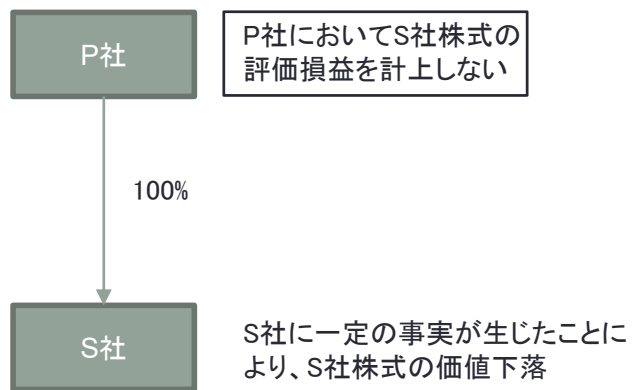 P社
P社においてS社株式の
評価損益を計上しない
100%
S社
S社に一定の事実が生じたことに
より、S社株式の価値下落